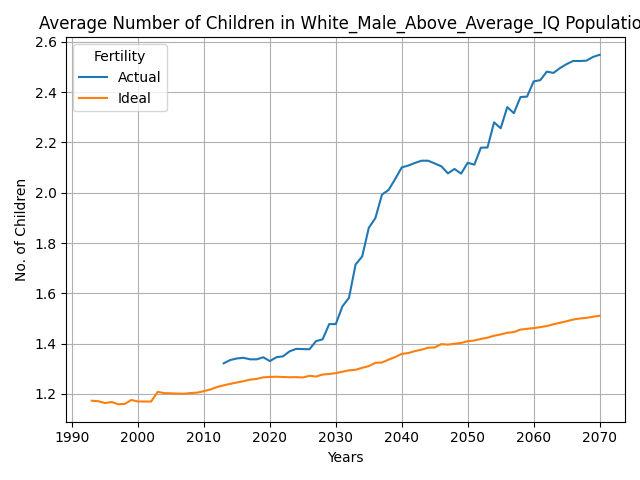 Average Number of Children in White_Male_Above_Average_IQ Populatio
Fertility
Actual
Ideal
No. of Children
2.6
2.4
2.2
2.0
1.8
1.6
1.4
1.2
1990 2000 2010 2020 2030 2040 2050 2060 2070
Years